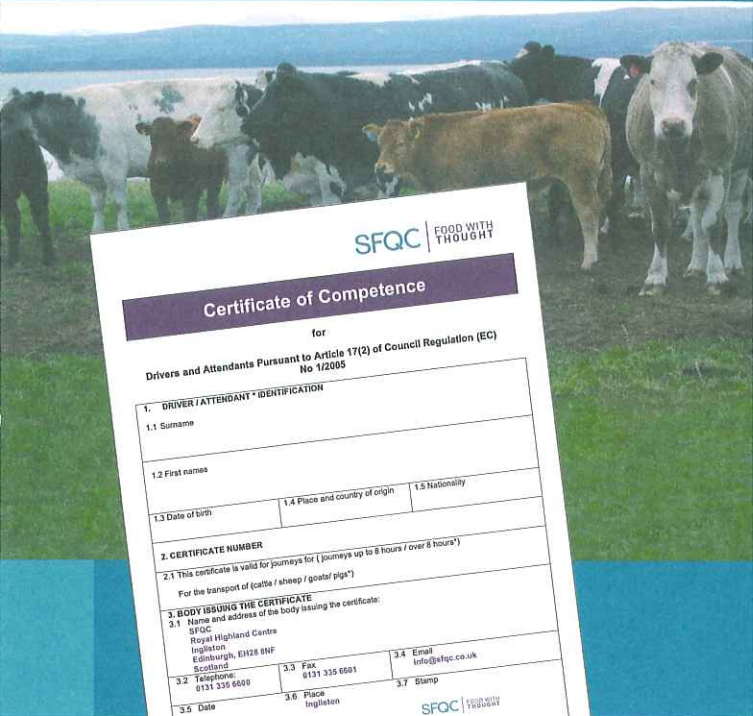 SFQC | FOOD WITH
THOUGHT
Certificate of Competence
for
Drivers and Attendants Pursuant to Article 17(2) of Council Regulation (EC)
No 1/2005
1. DRIVER / ATTENDANT * IDENTIFICATION
1.1 Surname
1.2 First names
1.3 Date of birth
1.4 Place and country of origin
1.5 Nationality
2. CERTIFICATE NUMBER
2.1 This certificate is valid for journeys for ( journeys up to 8 hours / over 8 hours*)
For the transport of (cattle / sheep / goats/ pigs*)
3. BODY ISSUING THE CERTIFICATE
3.1 Name and address of the body issuing the certificate:
SFQC
Royal Highland Centre
Ingliston
Edinburgh, EH28 8NF
Scotland
3.2 Telephone:
0131 335 6600
3.3 Fax
0131 335 6601
3.4 Email
info@sfqc.co.uk
3.5 Date
3.6 Place
Ingliston
3.7 Stamp
SFQC | FOOD WITH
THOUGHT